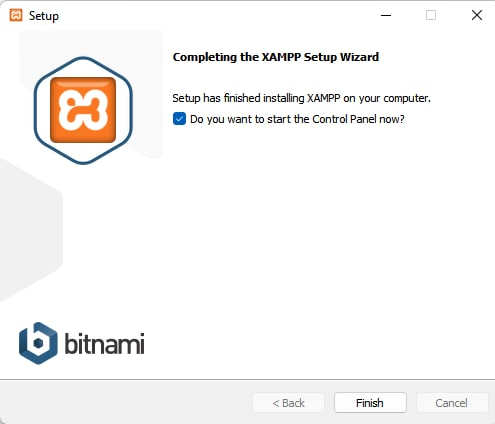 Setup
Completing the XAMPP Setup Wizard
Setup has finished installing XAMPP on your computer.
Do you want to start the Control Panel now?
bitnami
< Back
Finish
Cancel